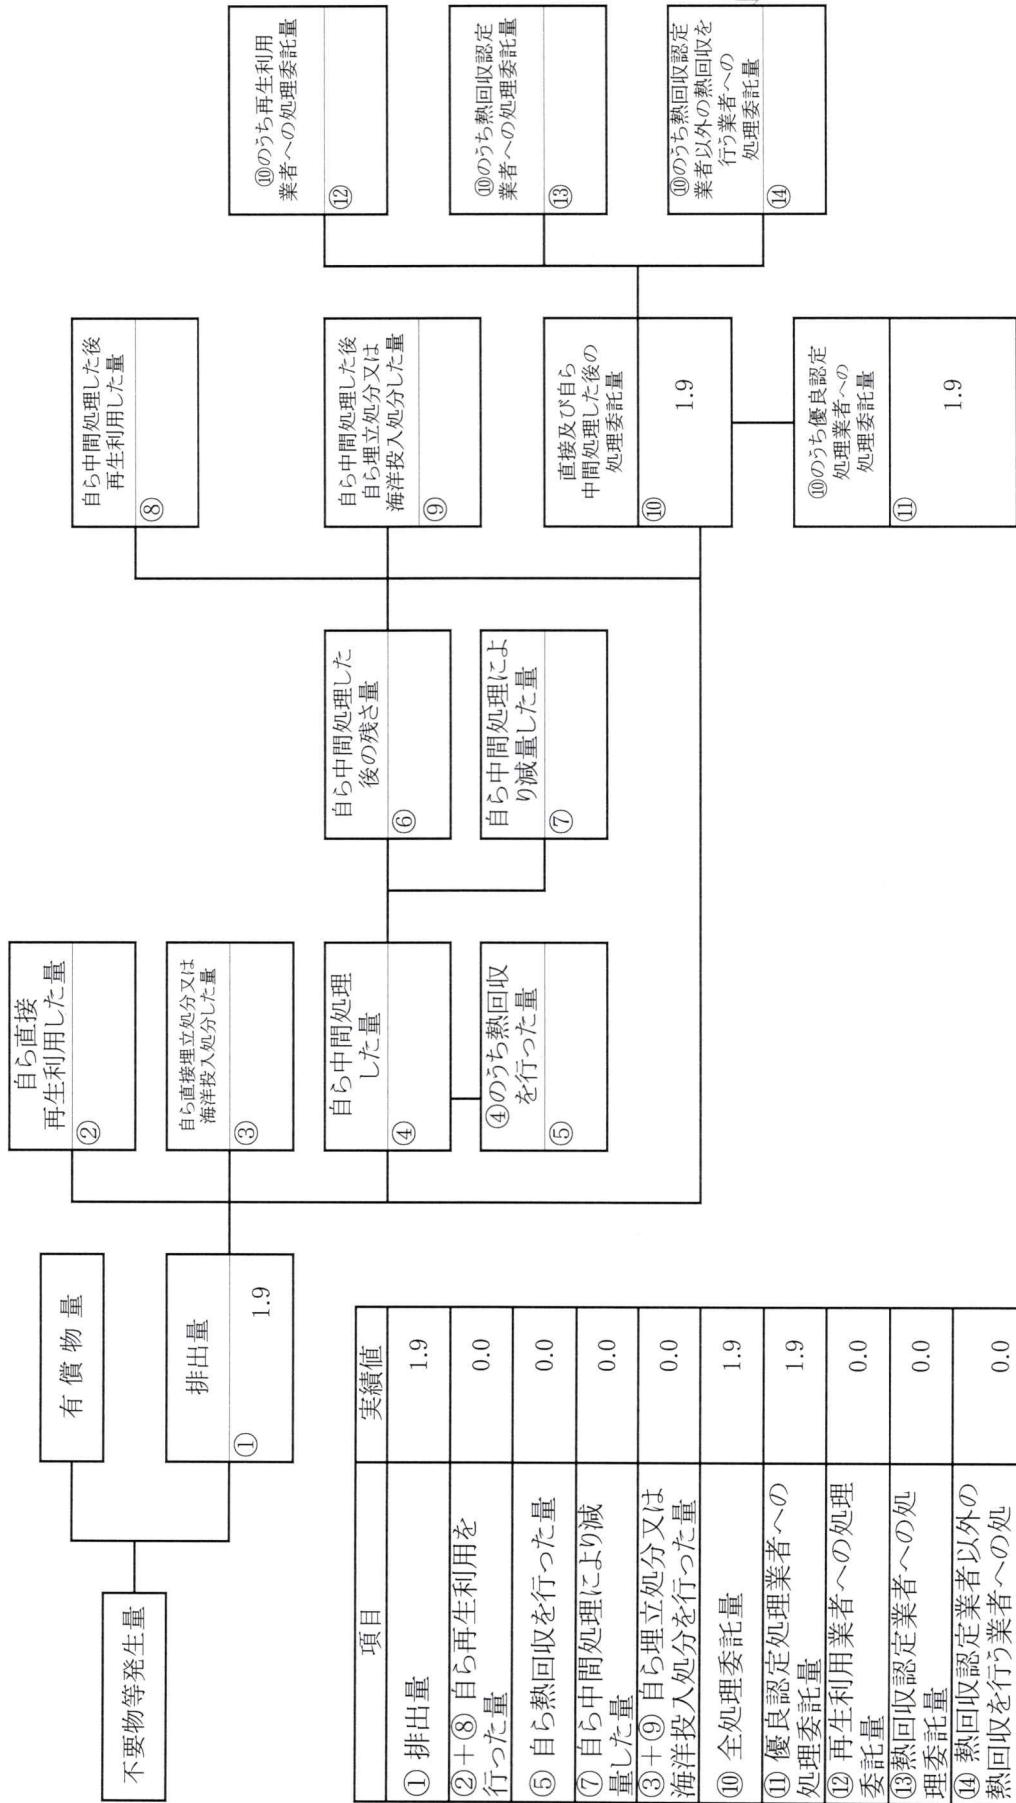 不要物等発生量
有償物量
排出量
①
1.9
自ら直接
再生利用した量
②
自ら直接埋立処分又は
海洋投入処分した量
③
自ら中間処理
した量
④
④のうち熱回収
を行った量
⑤
自ら中間処理した
後の残さ量
⑥
自ら中間処理によ
り減量した量
⑦
自ら中間処理した後
再生利用した量
⑧
自ら中間処理した後
自ら埋立処分又は
海洋投入処分した量
⑨
直接及び自ら
中間処理した後の
処理委託量
⑩
1.9
⑩のうち優良認定
処理業者への
処理委託量
⑪
1.9
⑩のうち再生利用
業者への処理委託量
⑫
⑩のうち熱回収認定
業者への処理委託量
⑬
⑩のうち熱回収認定
業者以外の熱回収を
行う業者への
処理委託量
⑭
項目 実績値
① 排出量 1.9
②+⑧ 自ら再生利用を
行った量 0.0
⑤ 自ら熱回収を行った量 0.0
⑦ 自ら中間処理により減
量した量 0.0
③+⑨ 自ら埋立処分又は
海洋投入処分を行った量 0.0
⑩ 全処理委託量 1.9
⑪ 優良認定処理業者への
処理委託量 1.9
⑫ 再生利用業者への処理
委託量 0.0
⑬熱回収認定業者への処
理委託量 0.0
⑭ 熱回収認定業者以外の
熱回収を行う業者への処 0.0